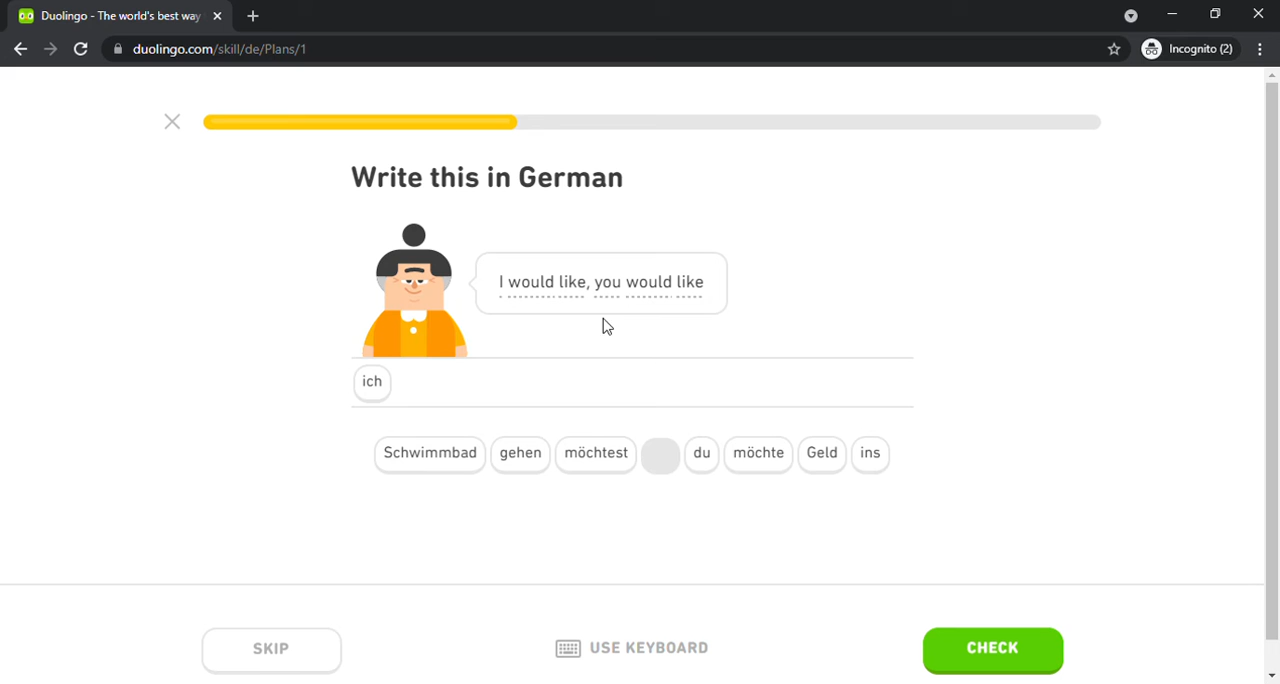 Duolingo - The world's best way
duolingo.com/skill/de/Plans/1
Incognito (2)
Write this in German
I would like, you would like
ich
Schwimmbad gehen möchtest du möchte Geld ins
SKIP USE KEYBOARD CHECK